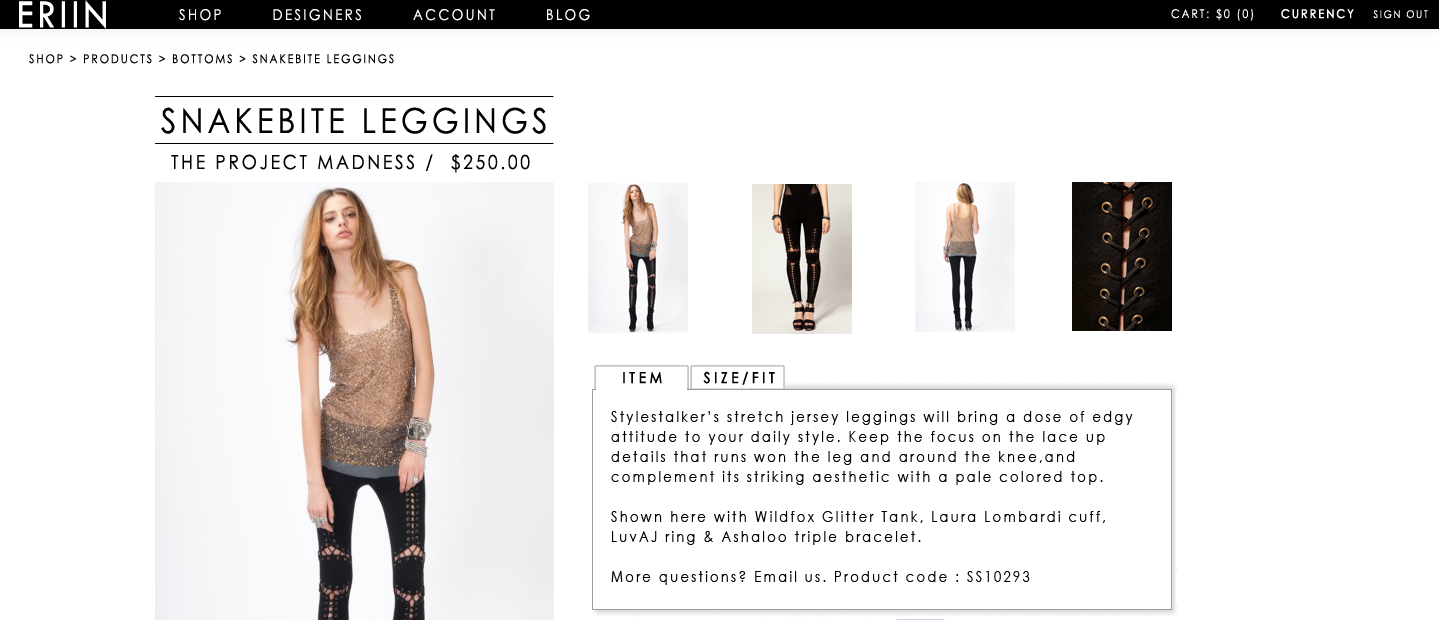 ERIIN
SHOP DESIGNERS ACCOUNT BLOG
CART: $0 (0) CURRENCY SIGN OUT
SHOP > PRODUCTS > BOTTOMS > SNAKEBITE LEGGINGS
SNAKEBITE LEGGINGS
THE PROJECT MADNESS / $250.00
ITEM SIZE/FIT
Stylestalker's stretch jersey leggings will bring a dose of edgy
attitude to your daily style. Keep the focus on the lace up
details that runs won the leg and around the knee,and
complement its striking aesthetic with a pale colored top.
Shown here with Wildfox Glitter Tank, Laura Lombardi cuff,
LuvAJ ring & Ashaloo triple bracelet.
More questions? Email us. Product code : SS10293